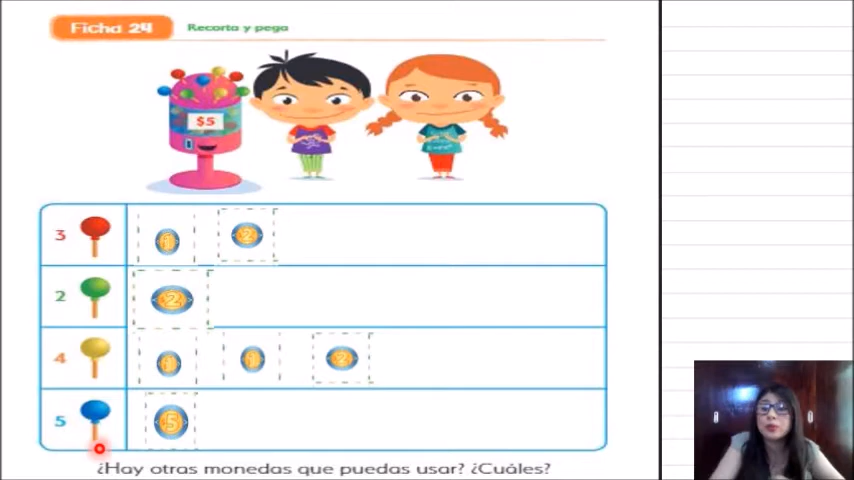 Ficha 24 Recorta y pega
$5
3 1 2
2 2
4 1 1 2
5 5
¿Hay otras monedas que puedas usar? ¿Cuáles?